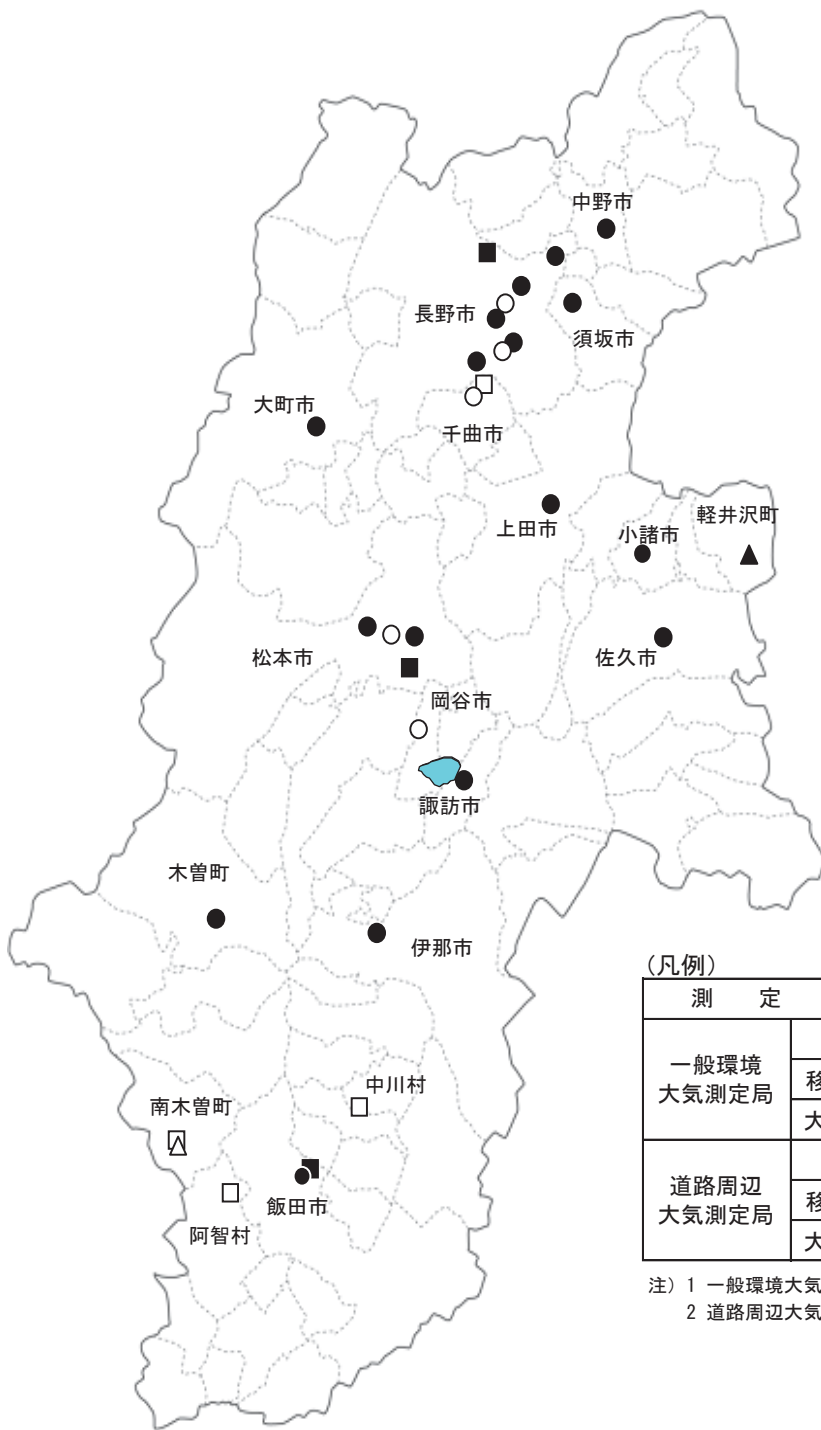 中野市
長野市
須坂市
大町市
千曲市
上田市
小諸市
軽井沢町
松本市
佐久市
岡谷市
諏訪市
木曽町
伊那市
中川村
南木曽町
飯田市
阿智村
(凡例)
測 定
一般環境
大気測定局
移
大
道路周辺
大気測定局
移
大
注) 1 一般環境大気
2 道路周辺大気